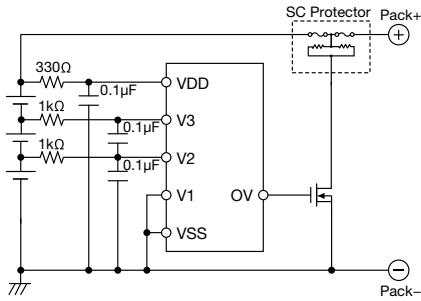 SC Protector
Pack+
330Ω
0.1μF
VDD
1kΩ
0.1μF
V3
1kΩ
0.1μF
V2
V1
OV
VSS
Pack−